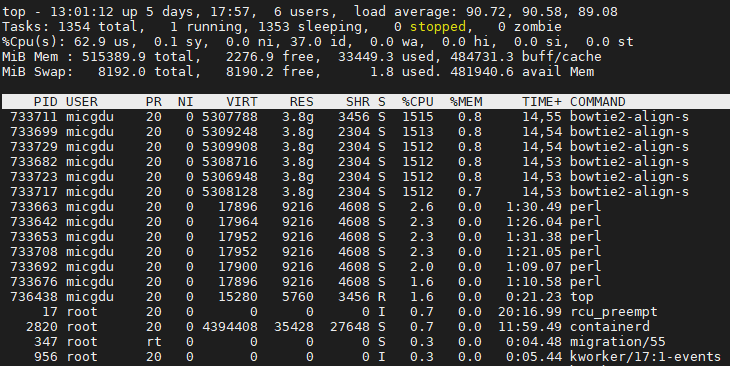 top - 13:01:12 up 5 days, 17:57,  6 users,  load average: 90.72, 90.58, 89.08
Tasks: 1354 total,   1 running, 1353 sleeping,   0 stopped,   0 zombie
%Cpu(s): 62.9 us,  0.1 sy,  0.0 ni, 37.0 id,  0.0 wa,  0.0 hi,  0.0 si,  0.0 st
MiB Mem : 515389.9 total,   2276.9 free,  33449.3 used, 484731.3 buff/cache
MiB Swap:   8192.0 total,   8190.2 free,      1.8 used. 481940.6 avail Mem
PID USER      PR  NI    VIRT    RES    SHR S  %CPU  %MEM     TIME+ COMMAND
733711 micgdu    20   0 5307788   3.8g   3456 S  1515   0.8     14,55 bowtie2-align-s
733699 micgdu    20   0 5309248   3.8g   2304 S  1513   0.8     14,54 bowtie2-align-s
733729 micgdu    20   0 5309908   3.8g   2304 S  1512   0.8     14,54 bowtie2-align-s
733682 micgdu    20   0 5308716   3.8g   2304 S  1512   0.8     14,53 bowtie2-align-s
733723 micgdu    20   0 5306948   3.8g   2304 S  1512   0.8     14,53 bowtie2-align-s
733717 micgdu    20   0 5308128   3.8g   2304 S  1512   0.7     14,53 bowtie2-align-s
733663 micgdu    20   0   17896   9216   4608 S   2.6   0.0   1:30.49 perl
733642 micgdu    20   0   17964   9216   4608 S   2.3   0.0   1:26.04 perl
733653 micgdu    20   0   17952   9216   4608 S   2.3   0.0   1:31.38 perl
733708 micgdu    20   0   17952   9216   4608 S   2.3   0.0   1:21.05 perl
733692 micgdu    20   0   17900   9216   4608 S   2.0   0.0   1:09.07 perl
733676 micgdu    20   0   17896   9216   4608 S   1.6   0.0   1:10.58 perl
736438 micgdu    20   0   15280   5760   3456 R   1.6   0.0   0:21.23 top
17 root      20   0       0      0      0 I   0.7   0.0  20:16.99 rcu_preempt
2820 root      20   0 4394408  35428  27648 S   0.7   0.0  11:59.49 containerd
347 root      rt   0       0      0      0 S   0.3   0.0   0:04.48 migration/55
956 root      20   0       0      0      0 I   0.3   0.0   0:05.44 kworker/17:1-events